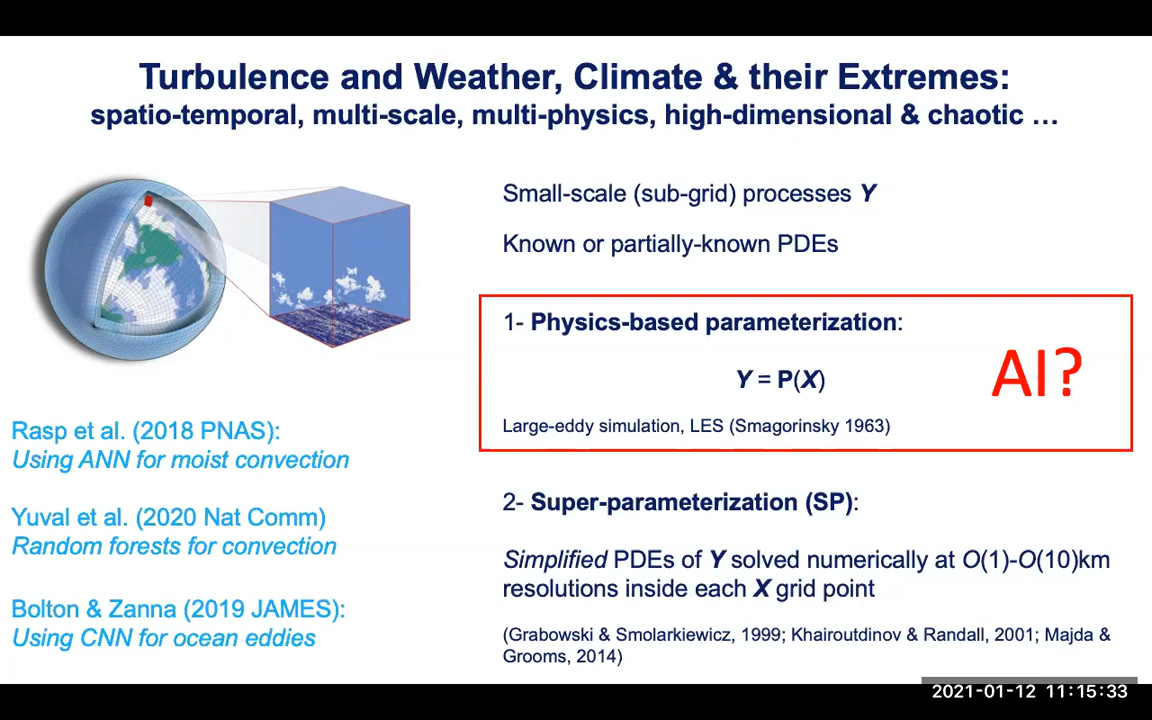 Turbulence and Weather, Climate & their Extremes:
spatio-temporal, multi-scale, multi-physics, high-dimensional & chaotic …
Small-scale (sub-grid) processes Y
Known or partially-known PDEs
1- Physics-based parameterization:
Y = P(X)
AI?
Large-eddy simulation, LES (Smagorinsky 1963)
Rasp et al. (2018 PNAS):
Using ANN for moist convection
Yuval et al. (2020 Nat Comm)
Random forests for convection
Bolton & Zanna (2019 JAMES):
Using CNN for ocean eddies
2- Super-parameterization (SP):
Simplified PDEs of Y solved numerically at O(1)-O(10)km
resolutions inside each X grid point
(Grabowski & Smolarkiewicz, 1999; Khairoutdinov & Randall, 2001; Majda &
Grooms, 2014)
2021-01-12 11:15:33